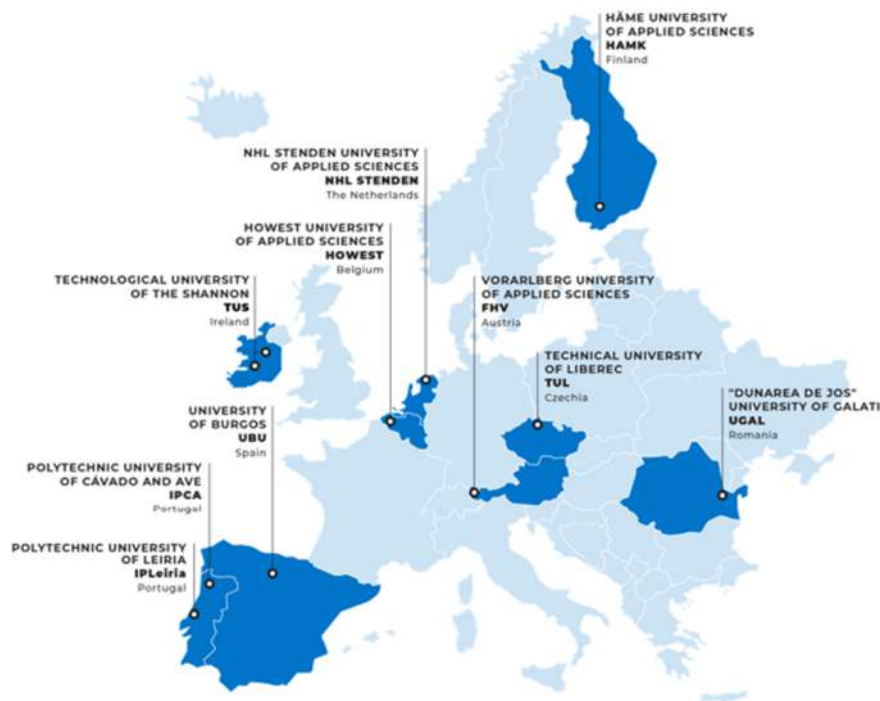 HÄME UNIVERSITY
OF APPLIED SCIENCES
HAMK
Finland
NHL STENDEN UNIVERSITY
OF APPLIED SCIENCES
NHL STENDEN
The Netherlands
HOWEST UNIVERSITY
OF APPLIED SCIENCES
HOWEST
Belgium
TECHNOLOGICAL UNIVERSITY
OF THE SHANNON
TUS
Ireland
VORARLBERG UNIVERSITY
OF APPLIED SCIENCES
FHV
Austria
TECHNICAL UNIVERSITY
OF LIBEREC
TUL
Czechia
"DUNAREA DE JOS"
UNIVERSITY OF GALATI
UGAL
Romania
UNIVERSITY
OF BURGOS
UBU
Spain
POLYTECHNIC UNIVERSITY
OF CÁVADO AND AVE
IPCA
Portugal
POLYTECHNIC UNIVERSITY
OF LEIRIA
IPLeiria
Portugal